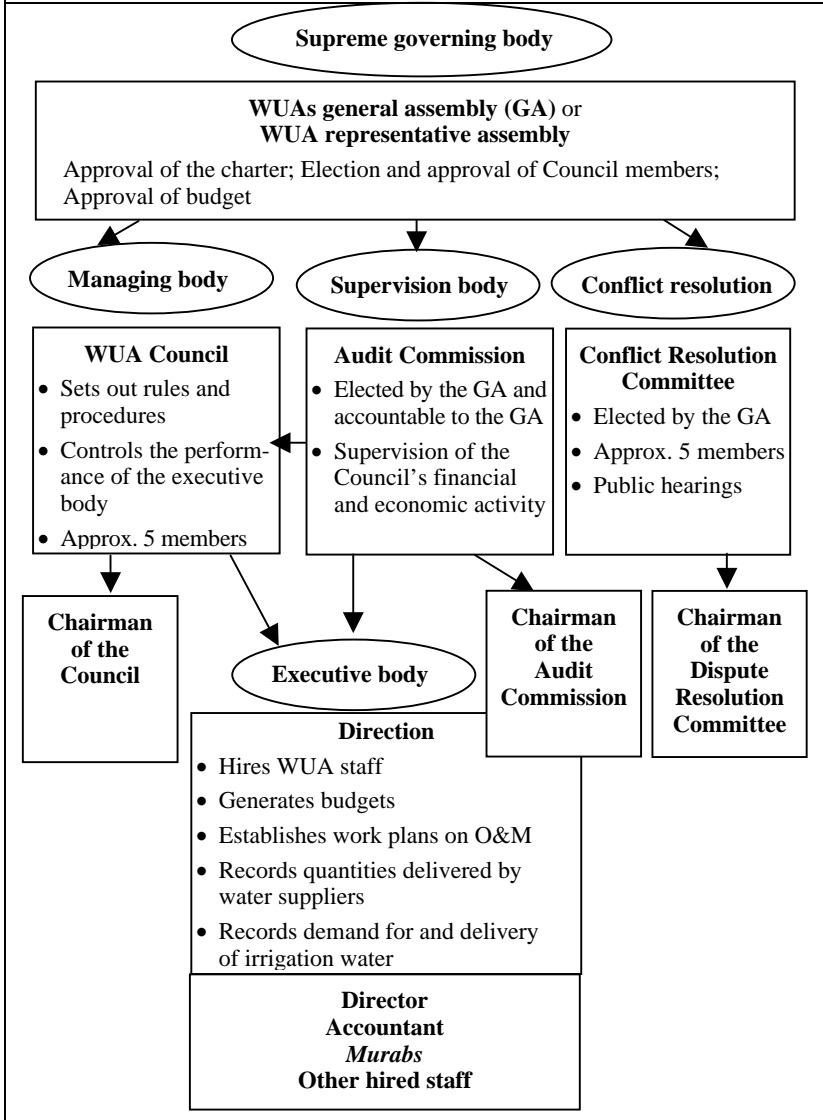 Supreme governing body
WUAs general assembly (GA) or
WUA representative assembly
Approval of the charter; Election and approval of Council members;
Approval of budget
Managing body
Supervision body
Conflict resolution
WUA Council
• Sets out rules and
procedures
• Controls the perform-
ance of the executive
body
• Approx. 5 members
Audit Commission
• Elected by the GA and
accountable to the GA
• Supervision of the
Council's financial
and economic activity
Conflict Resolution
Committee
• Elected by the GA
• Approx. 5 members
• Public hearings
Chairman
of the
Council
Executive body
Chairman
of the
Audit
Commission
Chairman
of the
Dispute
Resolution
Committee
Direction
• Hires WUA staff
• Generates budgets
• Establishes work plans on O&M
• Records quantities delivered by
water suppliers
• Records demand for and delivery
of irrigation water
Director
Accountant
Murabs
Other hired staff